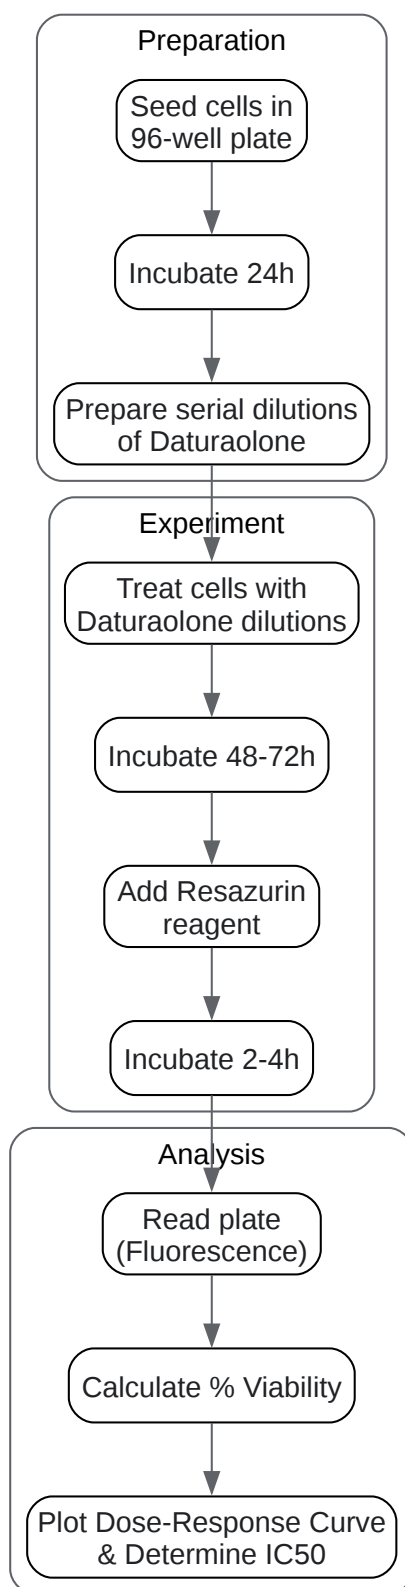 Preparation
Seed cells in
96-well plate
Incubate 24h
Prepare serial dilutions
of Daturaolone
Experiment
Treat cells with
Daturaolone dilutions
Incubate 48-72h
Add Resazurin
reagent
Incubate 2-4h
Analysis
Read plate
(Fluorescence)
Calculate % Viability
Plot Dose-Response Curve
& Determine IC50